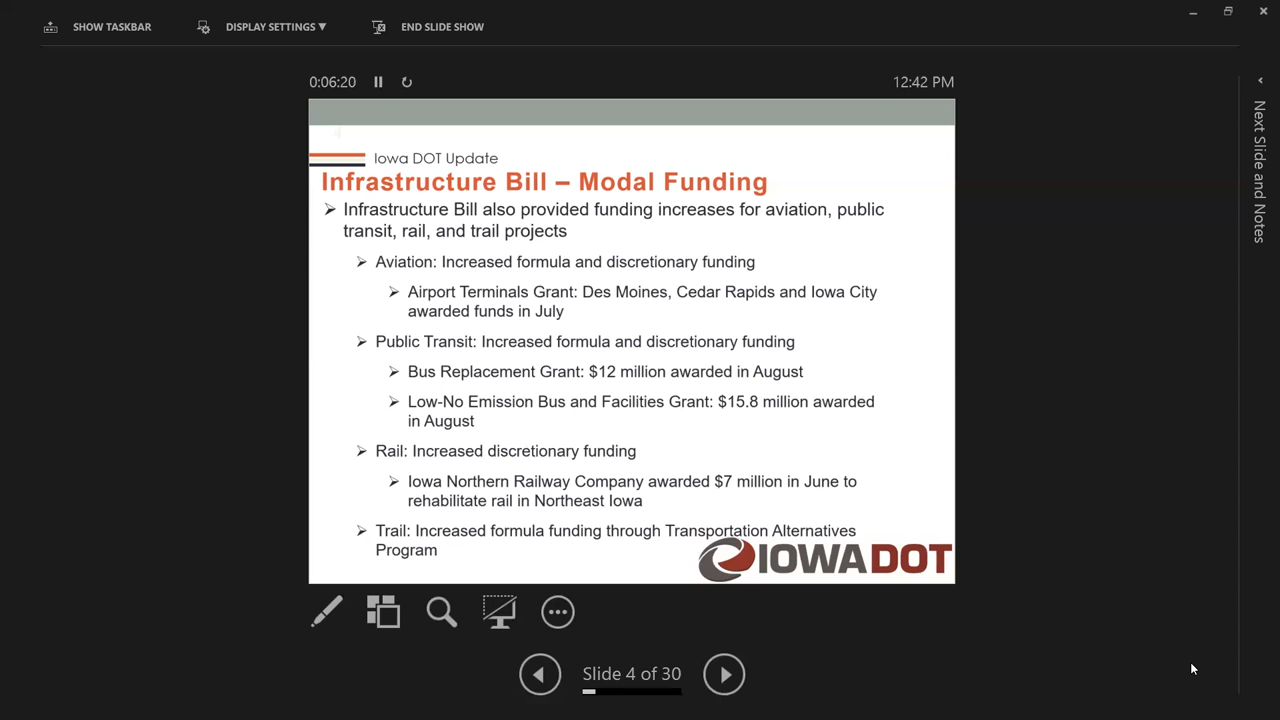 SHOW TASKBAR
DISPLAY SETTINGS ▼
END SLIDE SHOW
0:06:20
12:42 PM
4
Iowa DOT Update
Infrastructure Bill – Modal Funding
➢ Infrastructure Bill also provided funding increases for aviation, public
transit, rail, and trail projects
➢ Aviation: Increased formula and discretionary funding
➢ Airport Terminals Grant: Des Moines, Cedar Rapids and Iowa City
awarded funds in July
➢ Public Transit: Increased formula and discretionary funding
➢ Bus Replacement Grant: $12 million awarded in August
➢ Low-No Emission Bus and Facilities Grant: $15.8 million awarded
in August
➢ Rail: Increased discretionary funding
➢ Iowa Northern Railway Company awarded $7 million in June to
rehabilitate rail in Northeast Iowa
➢ Trail: Increased formula funding through Transportation Alternatives
Program
IOWADOT
Slide 4 of 30
Next Slide and Notes